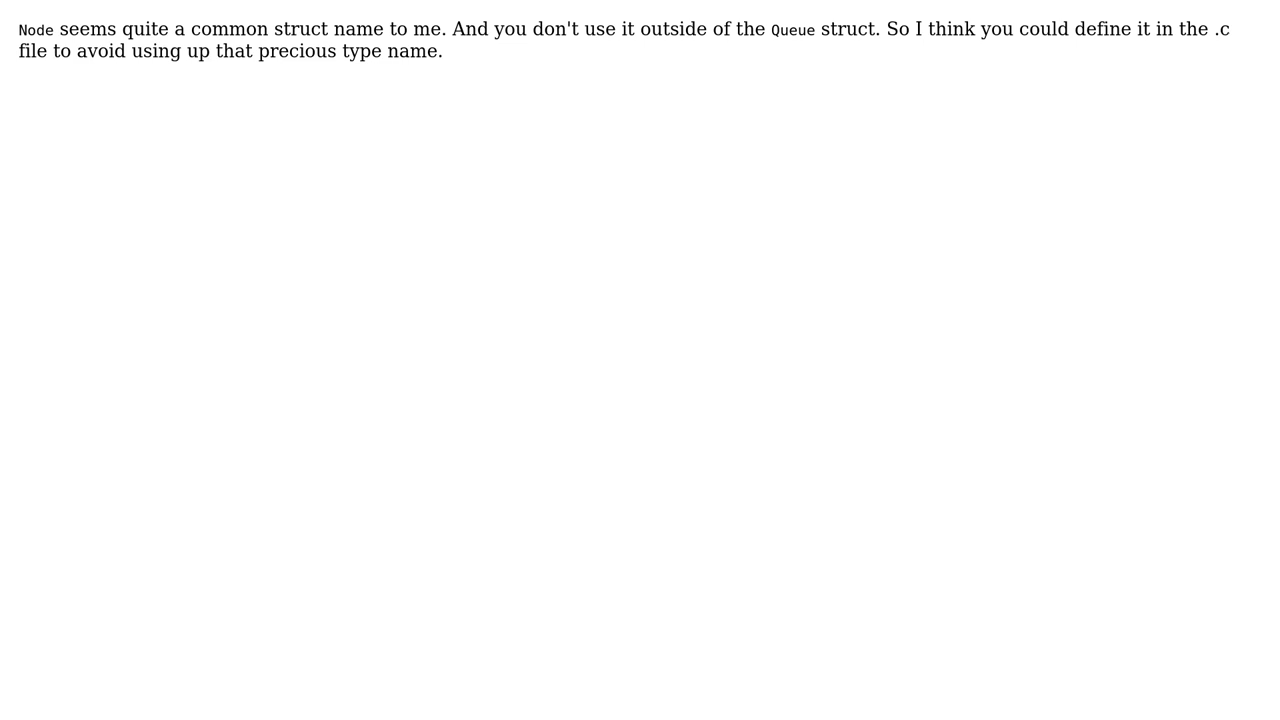 Node seems quite a common struct name to me. And you don't use it outside of the Queue struct. So I think you could define it in the .c
file to avoid using up that precious type name.